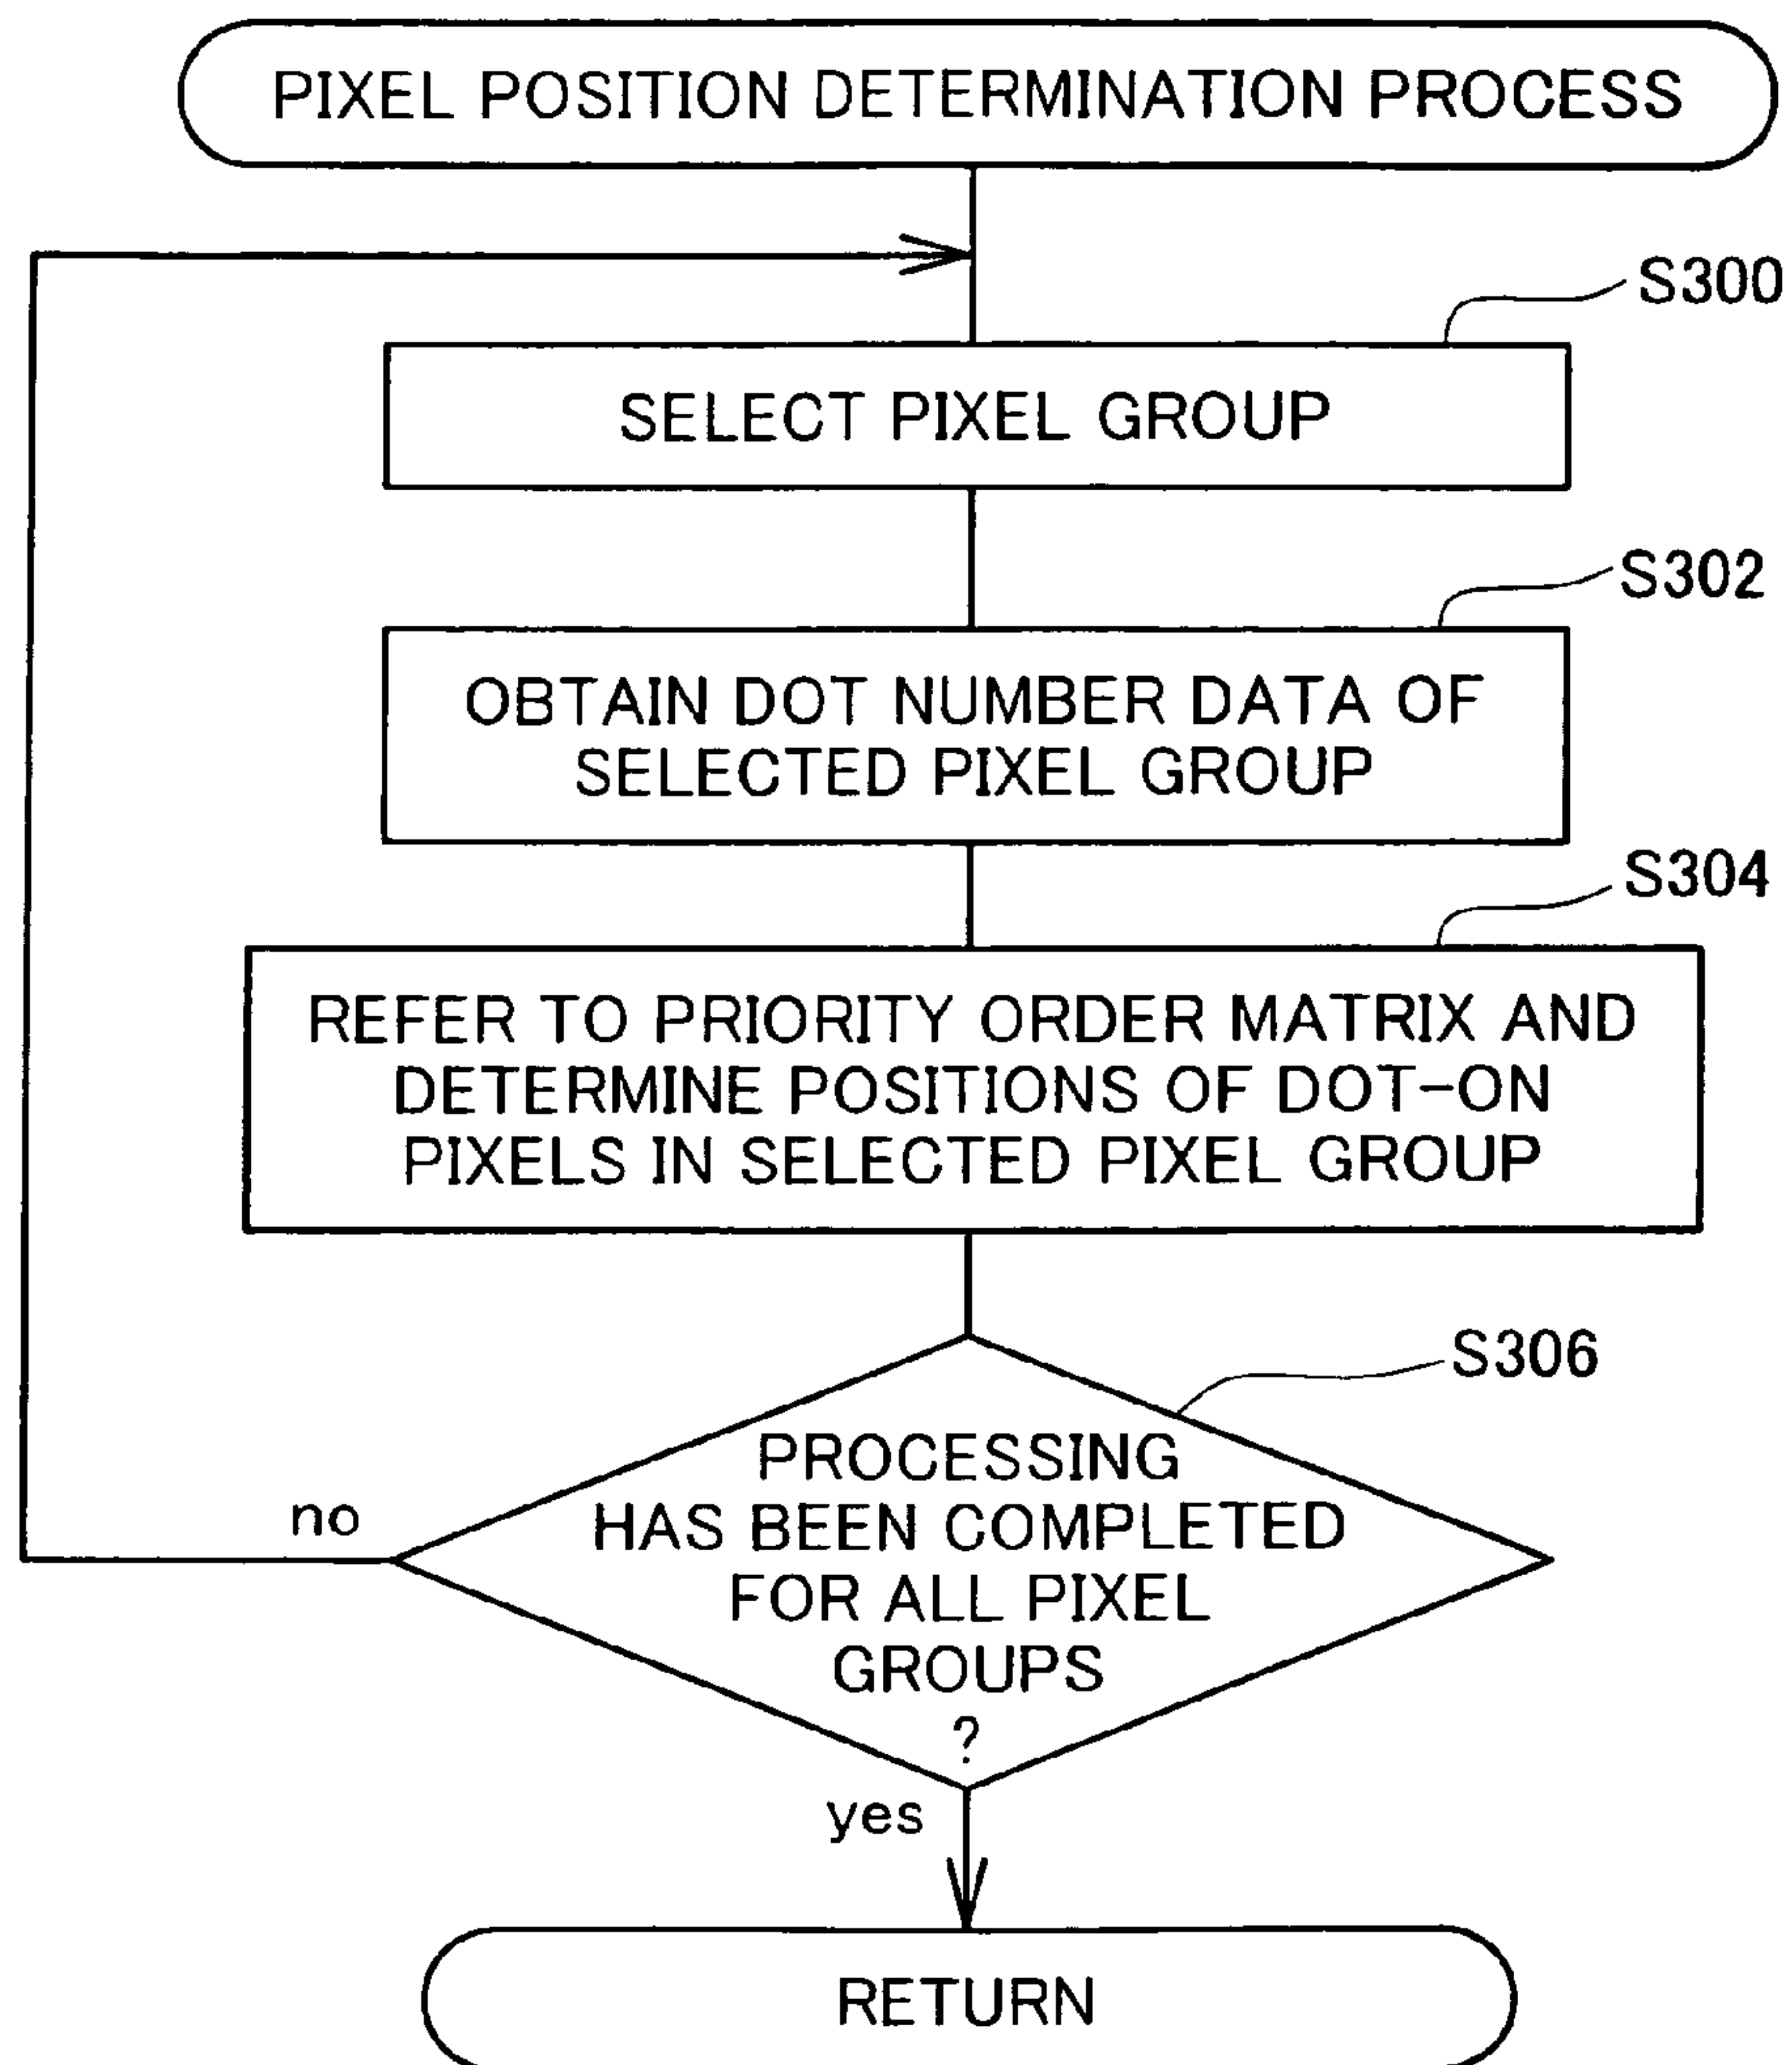 PIXEL POSITION DETERMINATION PROCESS
S300
SELECT PIXEL GROUP
S302
OBTAIN DOT NUMBER DATA OF
SELECTED PIXEL GROUP
S304
REFER TO PRIORITY ORDER MATRIX AND
DETERMINE POSITIONS OF DOT-ON
PIXELS IN SELECTED PIXEL GROUP
S306
PROCESSING
HAS BEEN COMPLETED
FOR ALL PIXEL
GROUPS
?
no
yes
RETURN